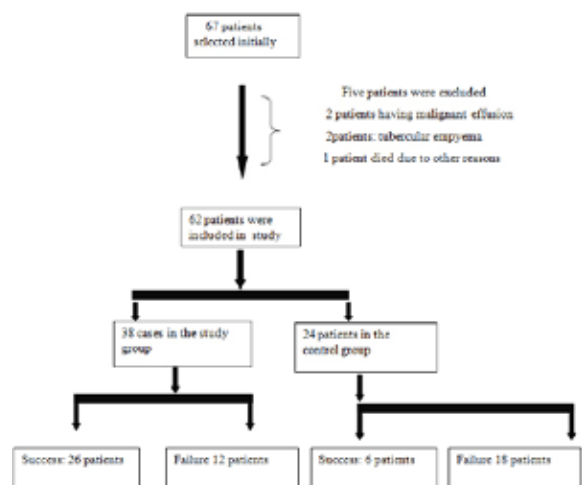 67 patients
selected initially
Five patients were excluded
2 patients having malignant effusion
2patients: tubercular empyema
1 patient died due to other reasons
62 patients were
included in study
38 cases in the study
group
24 patients in the
control group
Success: 26 patients
Failure 12 patients
Success: 6 patients
Failure 18 patients